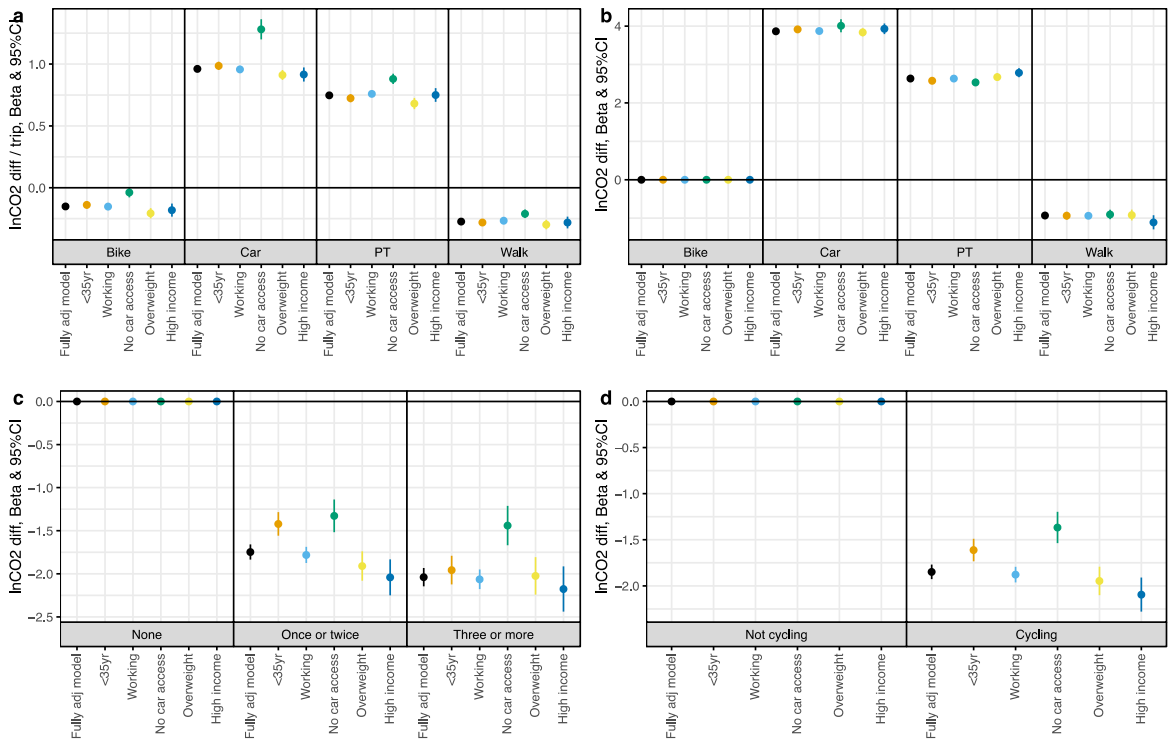 a
lnCO2 diff / trip, Beta & 95%CI
1.0
0.5
0.0
Bike
Car
PT
Walk
Fully adj model
<35yr
Working
No car access
Overweight
High income
Fully adj model
<35yr
Working
No car access
Overweight
High income
Fully adj model
<35yr
Working
No car access
Overweight
High income
Fully adj model
<35yr
Working
No car access
Overweight
High income
b
lnCO2 diff, Beta & 95%CI
4
2
0
Bike
Car
PT
Walk
Fully adj model
<35yr
Working
No car access
Overweight
High income
Fully adj model
<35yr
Working
No car access
Overweight
High income
Fully adj model
<35yr
Working
No car access
Overweight
High income
Fully adj model
<35yr
Working
No car access
Overweight
High income
c
lnCO2 diff, Beta & 95%CI
0.0
−0.5
−1.0
−1.5
−2.0
−2.5
None
Once or twice
Three or more
Fully adj model
<35yr
Working
No car access
Overweight
High income
Fully adj model
<35yr
Working
No car access
Overweight
High income
Fully adj model
<35yr
Working
No car access
Overweight
High income
d
lnCO2 diff, Beta & 95%CI
0.0
−0.5
−1.0
−1.5
−2.0
Not cycling
Cycling
Fully adj model
<35yr
Working
No car access
Overweight
High income
Fully adj model
<35yr
Working
No car access
Overweight
High income